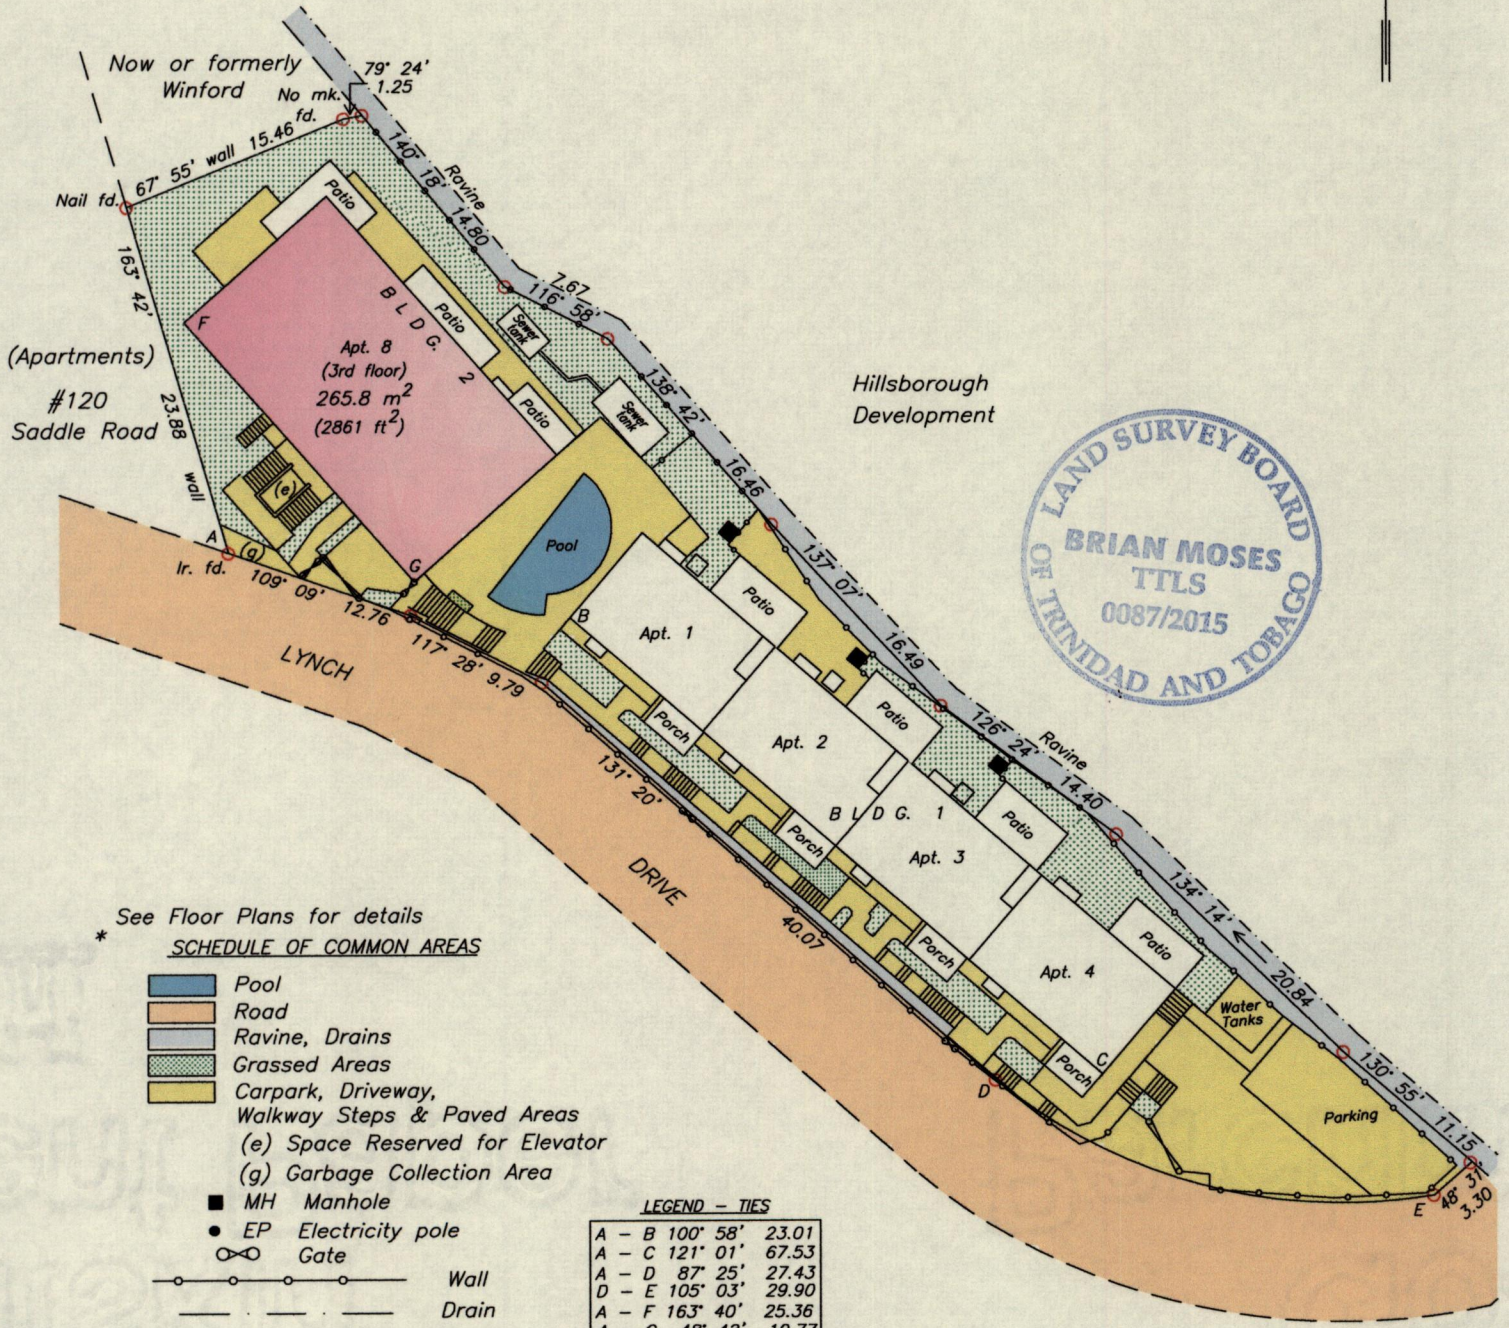 Now or formerly
Winford
79° 24'
1.25
No mk.
fd.
67° 55' wall 15.46
Nail fd.
140° 18' 14.80
Ravine
Patio
163° 42'
23.88
wall
F
BLDG. 2
Patio
Apt. 8
(3rd floor)
265.8 m2
(2861 ft2)
Patio
7.67
116° 58'
Sewer
tank
Sewer
tank
138° 42'
16.46
(Apartments)
#120
Saddle Road
Hillsborough
Development
LAND SURVEY BOARD
OF TRINIDAD AND TOBAGO
BRIAN MOSES
TTLS
0087/2015
(e)
A
(g)
Ir. fd.
109° 09'
12.76
G
Pool
117° 28' 9.79
B
Apt. 1
Patio
137° 07'
16.49
LYNCH
DRIVE
Porch
Apt. 2
Patio
126° 24'
14.40
Ravine
131° 20'
40.07
BLDG. 1
Porch
Apt. 3
Patio
134° 14'
20.84
Porch
Apt. 4
Patio
Water
Tanks
C
Porch
D
130° 55'
11.15
Parking
E
48° 31'
3.30
See Floor Plans for details
* SCHEDULE OF COMMON AREAS
Pool
Road
Ravine, Drains
Grassed Areas
Carpark, Driveway,
Walkway Steps & Paved Areas
(e) Space Reserved for Elevator
(g) Garbage Collection Area
MH Manhole
EP Electricity pole
Gate
Wall
Drain
LEGEND – TIES
A – B 100° 58' 23.01
A – C 121° 01' 67.53
A – D 87° 25' 27.43
D – E 105° 03' 29.90
A – F 163° 40' 25.36